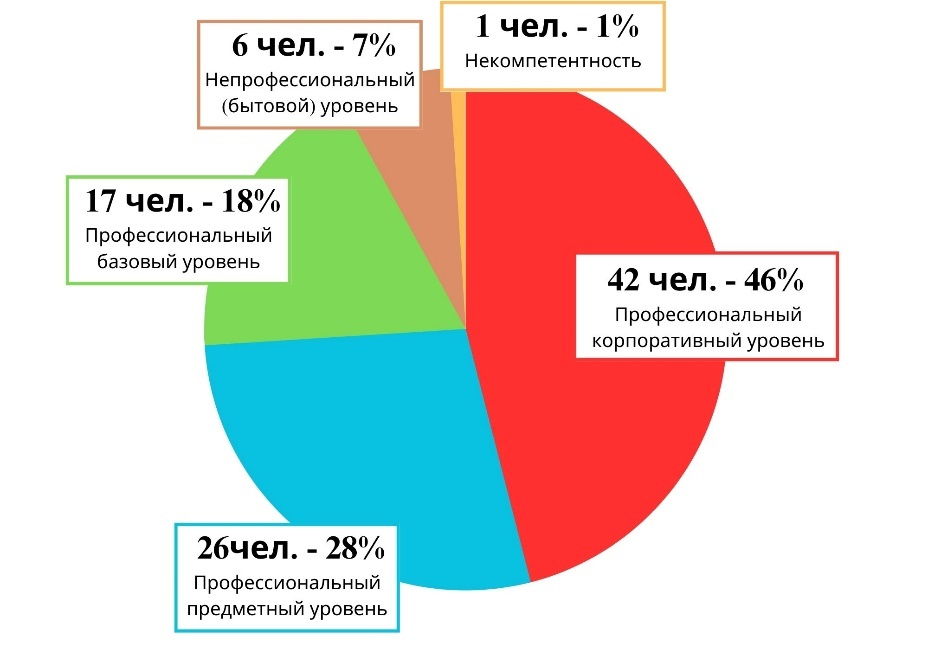 1 чел. - 1%
Некомпетентность
6 чел. - 7%
Непрофессиональный
(бытовой) уровень
17 чел. - 18%
Профессиональный
базовый уровень
42 чел. - 46%
Профессиональный
корпоративный уровень
26чел. - 28%
Профессиональный
предметный уровень